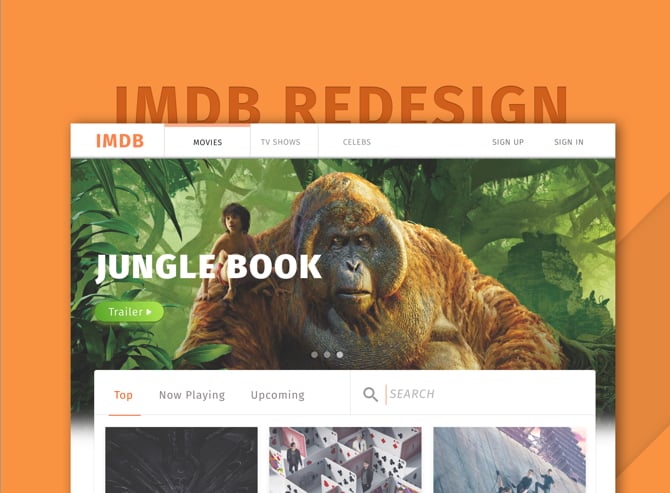 IMDB REDESIGN
IMDB
MOVIES
TV SHOWS
CELEBS
SIGN UP
SIGN IN
JUNGLE BOOK
Trailer
Top
Now Playing
Upcoming
SEARCH